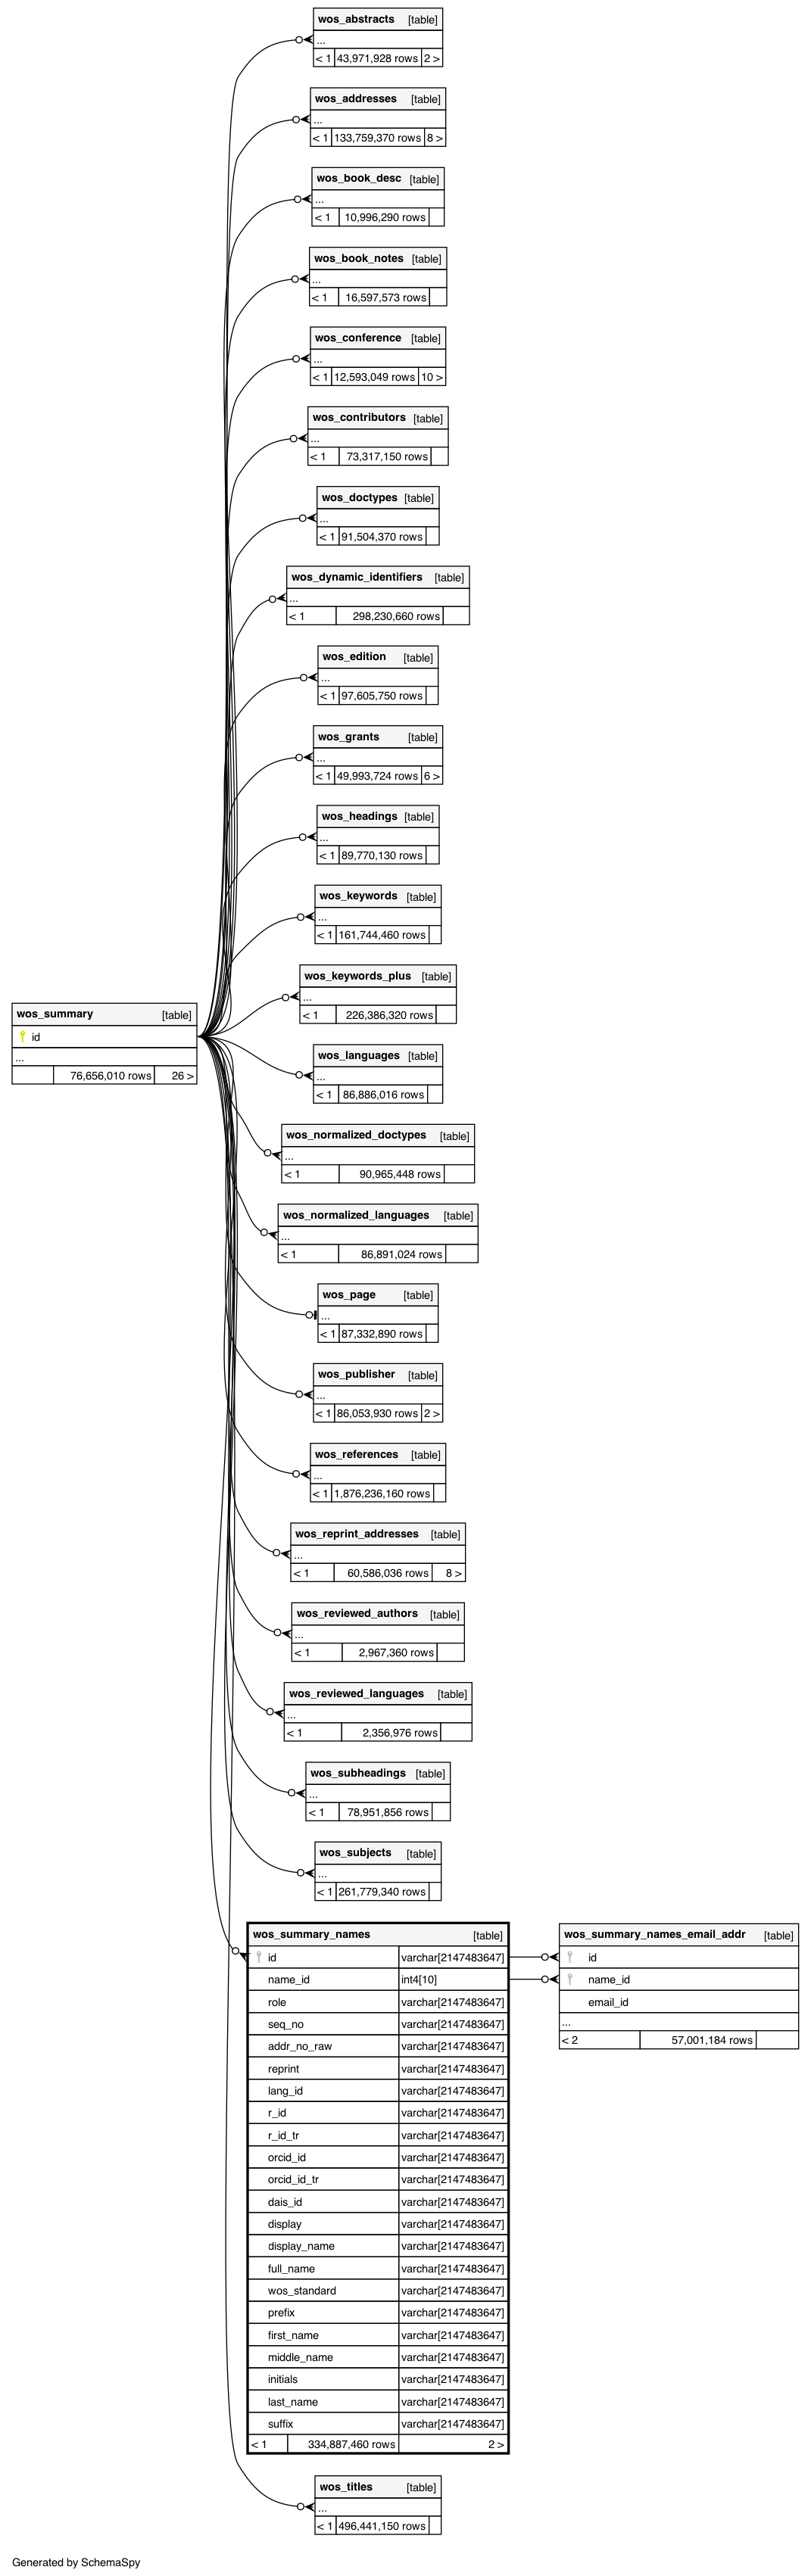 wos_abstracts [table]
...
< 1 43,971,928 rows 2 >
wos_addresses [table]
...
< 1 133,759,370 rows 8 >
wos_book_desc [table]
...
< 1 10,996,290 rows
wos_book_notes [table]
...
< 1 16,597,573 rows
wos_conference [table]
...
< 1 12,593,049 rows 10 >
wos_contributors [table]
...
< 1 73,317,150 rows
wos_doctypes [table]
...
< 1 91,504,370 rows
wos_dynamic_identifiers [table]
...
< 1 298,230,660 rows
wos_edition [table]
...
< 1 97,605,750 rows
wos_grants [table]
...
< 1 49,993,724 rows 6 >
wos_headings [table]
...
< 1 89,770,130 rows
wos_keywords [table]
...
< 1 161,744,460 rows
wos_keywords_plus [table]
...
< 1 226,386,320 rows
wos_summary [table]
id
...
76,656,010 rows 26 >
wos_languages [table]
...
< 1 86,886,016 rows
wos_normalized_doctypes [table]
...
< 1 90,965,448 rows
wos_normalized_languages [table]
...
< 1 86,891,024 rows
wos_page [table]
...
< 1 87,332,890 rows
wos_publisher [table]
...
< 1 86,053,930 rows 2 >
wos_references [table]
...
< 1 1,876,236,160 rows
wos_reprint_addresses [table]
...
< 1 60,586,036 rows 8 >
wos_reviewed_authors [table]
...
< 1 2,967,360 rows
wos_reviewed_languages [table]
...
< 1 2,356,976 rows
wos_subheadings [table]
...
< 1 78,951,856 rows
wos_subjects [table]
...
< 1 261,779,340 rows
wos_summary_names [table]
id varchar[2147483647]
name_id int4[10]
role varchar[2147483647]
seq_no varchar[2147483647]
addr_no_raw varchar[2147483647]
reprint varchar[2147483647]
lang_id varchar[2147483647]
r_id varchar[2147483647]
r_id_tr varchar[2147483647]
orcid_id varchar[2147483647]
orcid_id_tr varchar[2147483647]
dais_id varchar[2147483647]
display varchar[2147483647]
display_name varchar[2147483647]
full_name varchar[2147483647]
wos_standard varchar[2147483647]
prefix varchar[2147483647]
first_name varchar[2147483647]
middle_name varchar[2147483647]
initials varchar[2147483647]
last_name varchar[2147483647]
suffix varchar[2147483647]
< 1 334,887,460 rows 2 >
wos_summary_names_email_addr [table]
id
name_id
email_id
...
< 2 57,001,184 rows
wos_titles [table]
...
< 1 496,441,150 rows
Generated by SchemaSpy